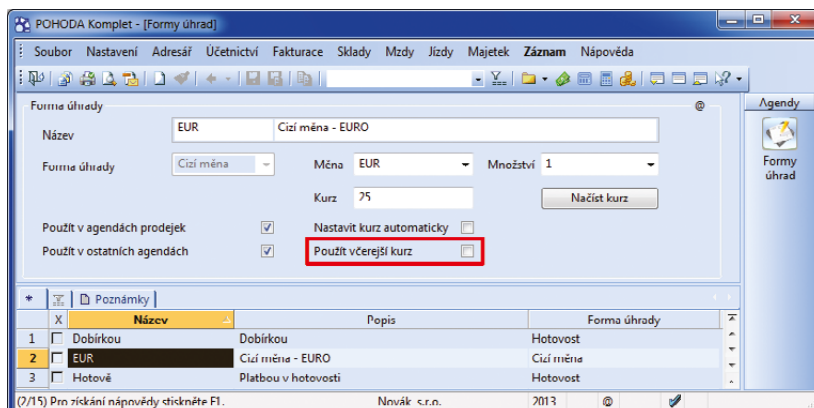 POHODA Komplet - [Formy úhrad]
Soubor Nastavení Adresář Účetnictví Fakturace Sklady Mzdy Jízdy Majetek Záznam Nápověda
Forma úhrady @ Agendy
Název EUR Cizí měna - EURO
Forma úhrady Cizí měna Měna EUR Množství 1 Formy úhrad
Kurz 25 Načíst kurz
Použít v agendách prodejek Nastavit kurz automaticky
Použít v ostatních agendách Použít včerejší kurz
* Poznámky
X Název Popis Forma úhrady
1 Dobírkou Dobírkou Hotovost
2 EUR Cizí měna - EURO Cizí měna
3 Hotově Platbou v hotovosti Hotovost
(2/15) Pro získání nápovědy stiskněte F1. Novák s.r.o. 2013 @